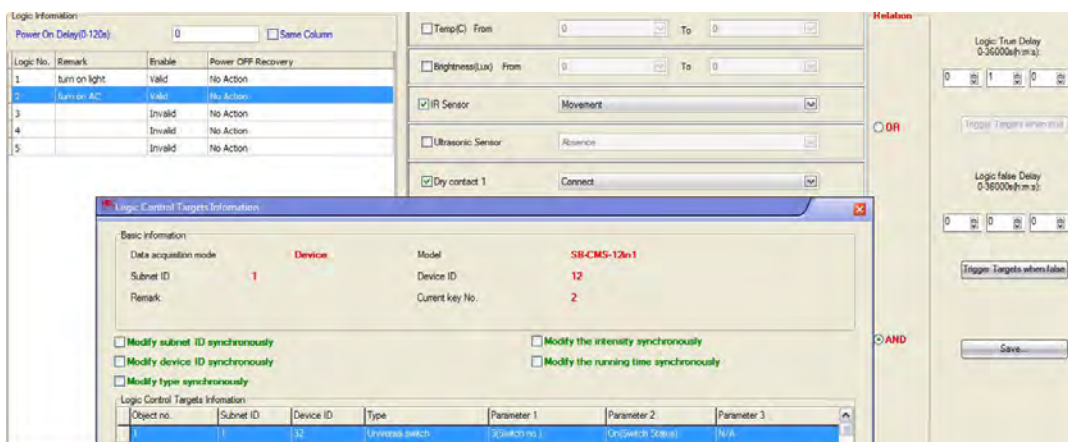 Logic Information
Power On Delay(0-120s): 0 Same Column
Logic No. Remark Enable Power OFF Recovery
1 turn on light Valid No Action
2 turn on AC Valid No Action
3 Invalid No Action
4 Invalid No Action
5 Invalid No Action
Temp(C) From 0 To 0
Brightness(Lux) From 0 To 0
IR Sensor Movement
Ultrasonic Sensor Absence
Dry contact 1 Connect
Relation
OR
AND
Logic True Delay
0-36000s(h:m:s):
0 1 0
Trigger Targets when true
Logic false Delay
0-36000s(h:m:s):
0 0 0
Trigger Targets when false
Save...
Logic Control Targets Infomation
Basic information
Data acquisition mode Device Model SB-CMS-12in1
Subnet ID 1 Device ID 12
Remark Current key No. 2
Modify subnet ID synchronously Modify the intensity synchronously
Modify device ID synchronously Modify the running time synchronously
Modify type synchronously
Logic Control Targets Infomation
Object no. Subnet ID Device ID Type Parameter 1 Parameter 2 Parameter 3
1 1 32 Universal switch 3(Switch no.) On(Switch Status) N/A